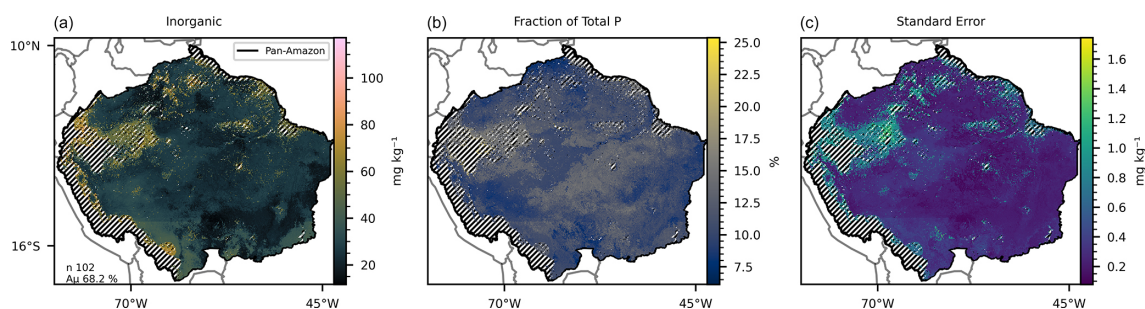 (a) Inorganic
(b) Fraction of Total P
(c) Standard Error
10°N
16°S
Pan-Amazon
n 102
Aμ 68.2 %
70°W
45°W
100
80
60
40
20
mg kg⁻¹
70°W
45°W
25.0
22.5
20.0
17.5
15.0
12.5
10.0
7.5
%
70°W
45°W
1.6
1.4
1.2
1.0
0.8
0.6
0.4
0.2
mg kg⁻¹